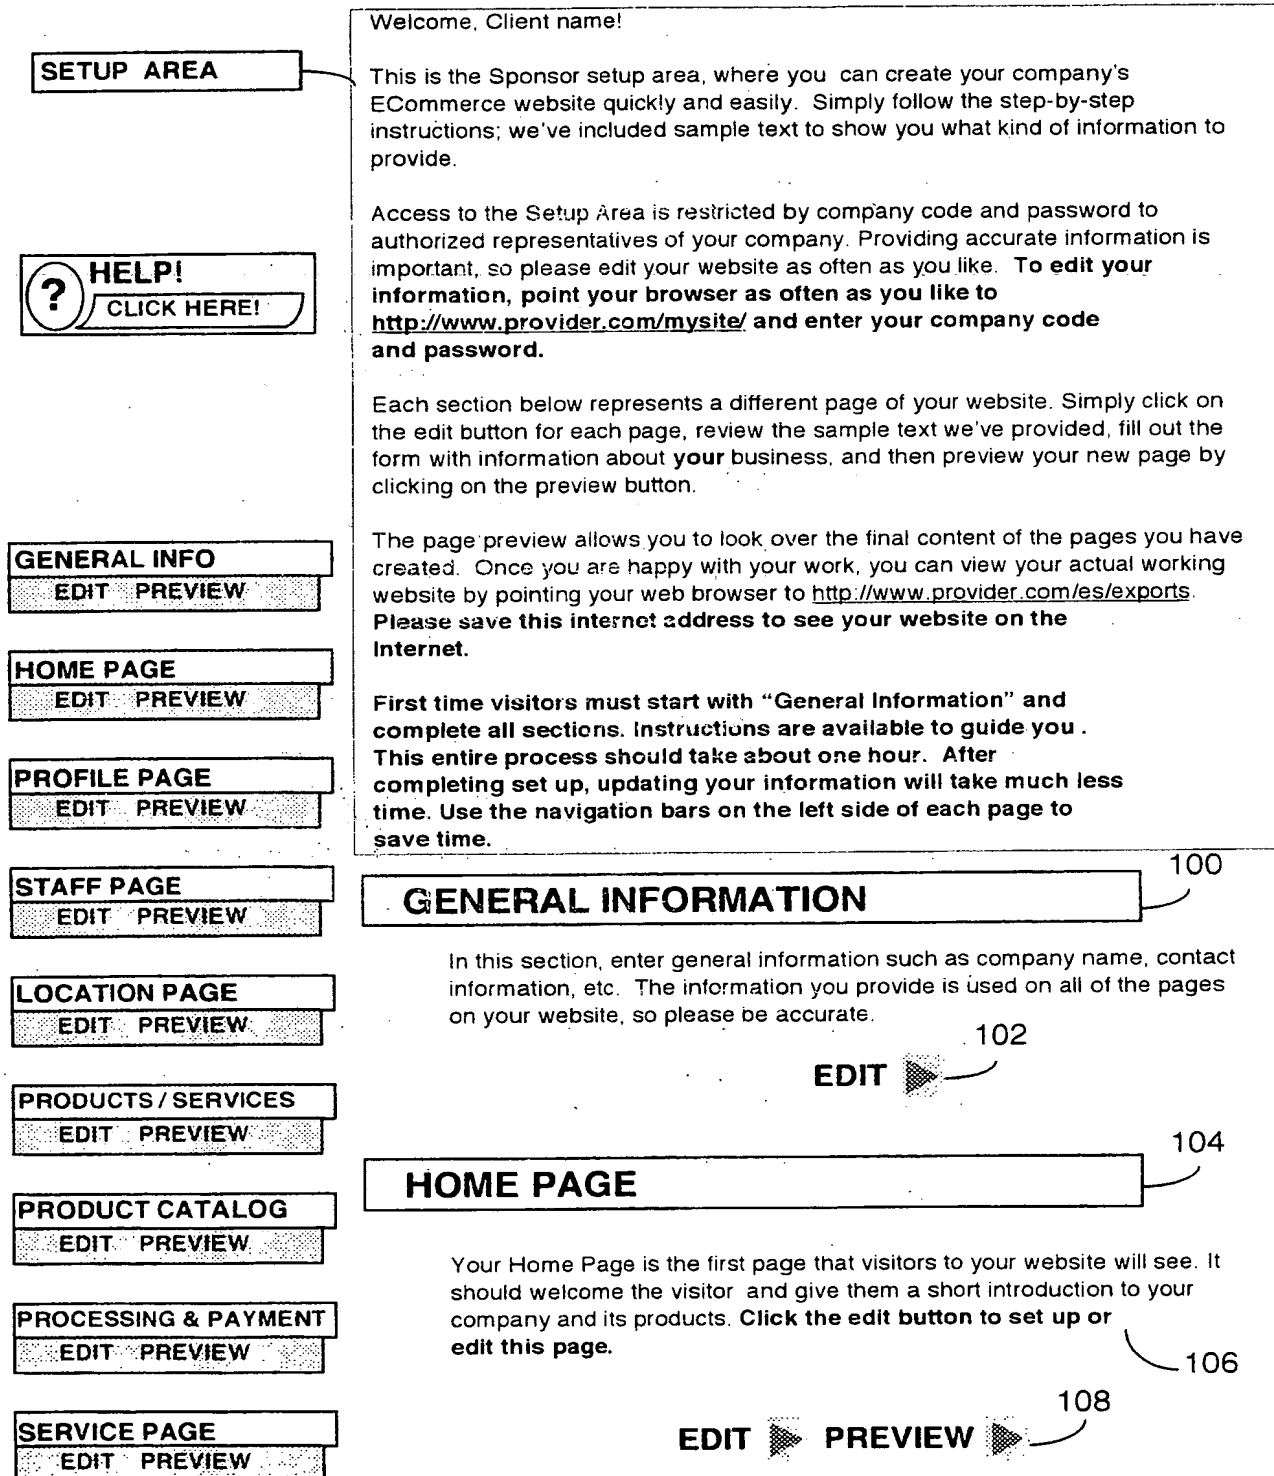 SETUP AREA
HELP!
?
CLICK HERE!
GENERAL INFO
EDIT PREVIEW
HOME PAGE
EDIT PREVIEW
PROFILE PAGE
EDIT PREVIEW
STAFF PAGE
EDIT PREVIEW
LOCATION PAGE
EDIT PREVIEW
PRODUCTS / SERVICES
EDIT PREVIEW
PRODUCT CATALOG
EDIT PREVIEW
PROCESSING & PAYMENT
EDIT PREVIEW
SERVICE PAGE
EDIT PREVIEW
Welcome, Client name!
This is the Sponsor setup area, where you can create your company's
ECommerce website quickly and easily. Simply follow the step-by-step
instructions; we've included sample text to show you what kind of information to
provide.
Access to the Setup Area is restricted by company code and password to
authorized representatives of your company. Providing accurate information is
important, so please edit your website as often as you like. To edit your
information, point your browser as often as you like to
http://www.provider.com/mysite/ and enter your company code
and password.
Each section below represents a different page of your website. Simply click on
the edit button for each page, review the sample text we've provided, fill out the
form with information about your business, and then preview your new page by
clicking on the preview button.
The page preview allows you to look over the final content of the pages you have
created. Once you are happy with your work, you can view your actual working
website by pointing your web browser to http://www.provider.com/es/exports.
Please save this internet address to see your website on the
Internet.
First time visitors must start with “General Information” and
complete all sections. Instructions are available to guide you .
This entire process should take about one hour. After
completing set up, updating your information will take much less
time. Use the navigation bars on the left side of each page to
save time.
100
GENERAL INFORMATION
In this section, enter general information such as company name, contact
information, etc. The information you provide is used on all of the pages
on your website, so please be accurate.
102
EDIT
104
HOME PAGE
Your Home Page is the first page that visitors to your website will see. It
should welcome the visitor and give them a short introduction to your
company and its products. Click the edit button to set up or
edit this page.
106
108
EDIT PREVIEW